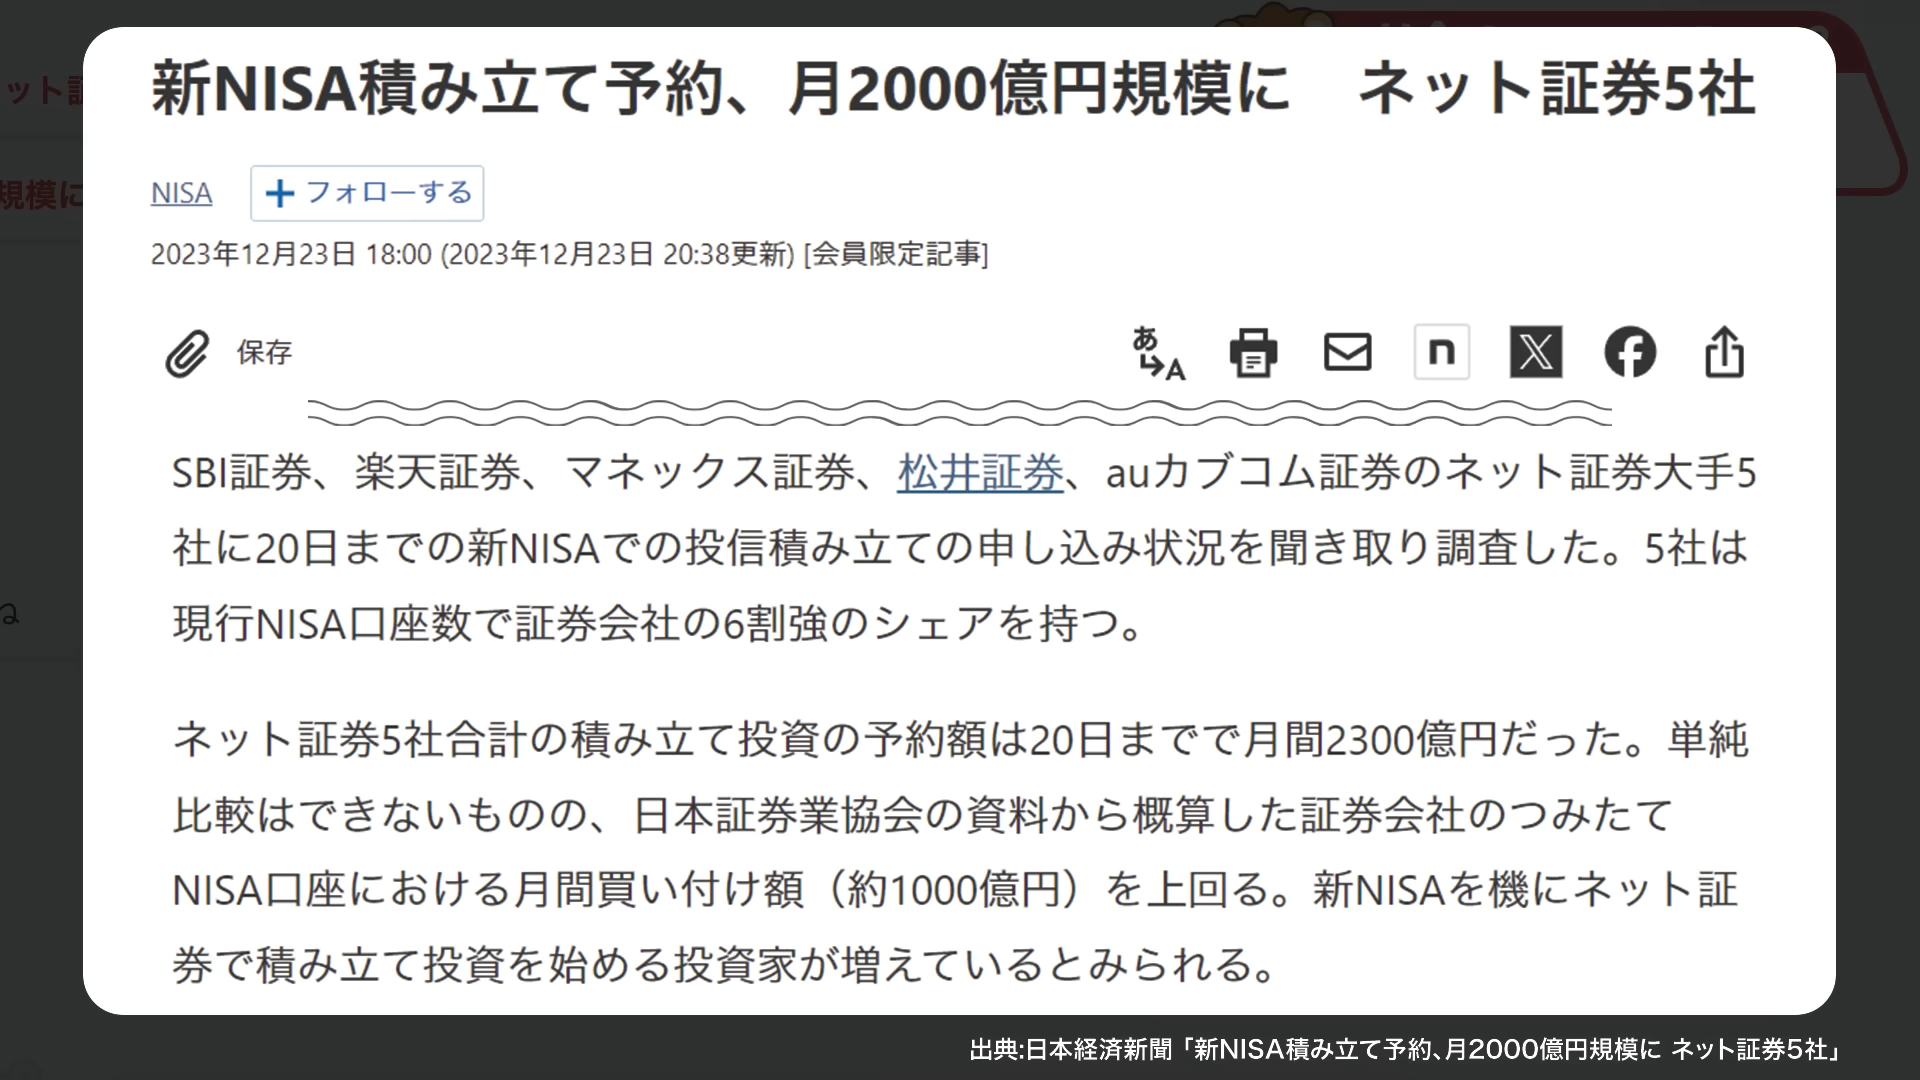 新NISA積み立て予約、月2000億円規模に　ネット証券5社
NISA
フォローする
2023年12月23日 18:00 (2023年12月23日 20:38更新) [会員限定記事]
保存
SBI証券、楽天証券、マネックス証券、松井証券、auカブコム証券のネット証券大手5
社に20日までの新NISAでの投信積み立ての申し込み状況を聞き取り調査した。5社は
現行NISA口座数で証券会社の6割強のシェアを持つ。
ネット証券5社合計の積み立て投資の予約額は20日までで月間2300億円だった。単純
比較はできないものの、日本証券業協会の資料から概算した証券会社のつみたて
NISA口座における月間買い付け額（約1000億円）を上回る。新NISAを機にネット証
券で積み立て投資を始める投資家が増えているとみられる。
出典:日本経済新聞「新NISA積み立て予約、月2000億円規模に ネット証券5社」